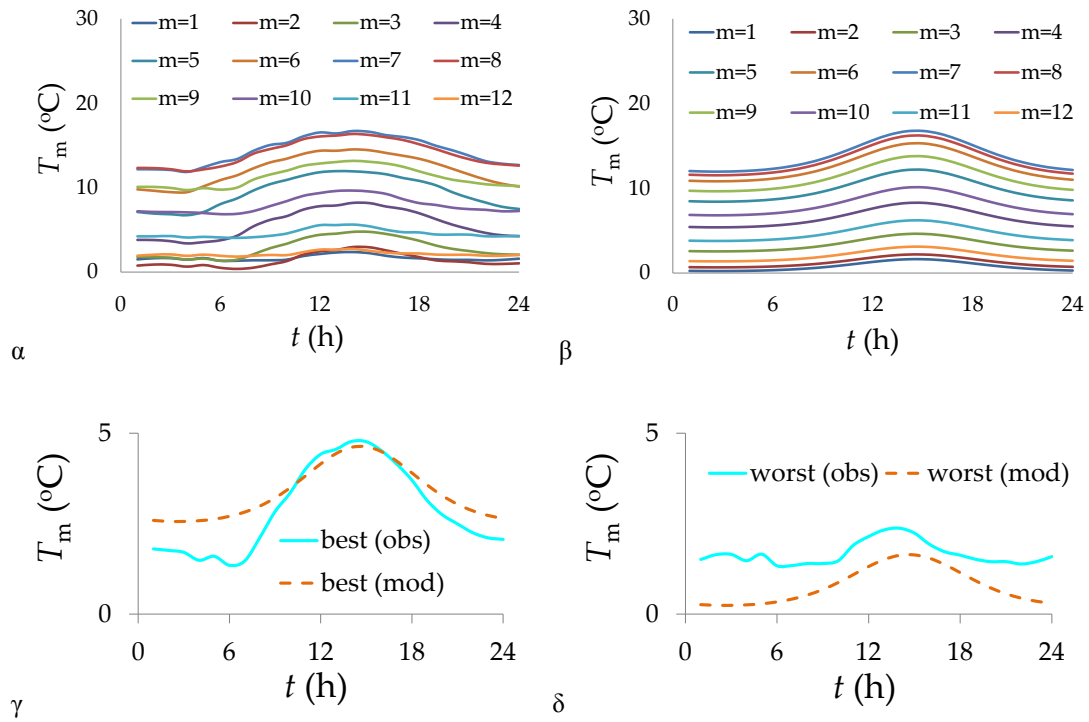 30
m=1 m=2 m=3 m=4
m=5 m=6 m=7 m=8
20
m=9 m=10 m=11 m=12
10
0
Tm (oC)
0 6 12 18 24
t (h)
α
30
m=1 m=2 m=3 m=4
m=5 m=6 m=7 m=8
20
m=9 m=10 m=11 m=12
10
0
Tm (oC)
0 6 12 18 24
t (h)
β
5
Tm (oC)
best (obs)
best (mod)
0
0 6 12 18 24
t (h)
γ
5
Tm (oC)
worst (obs) worst (mod)
0
0 6 12 18 24
t (h)
δ